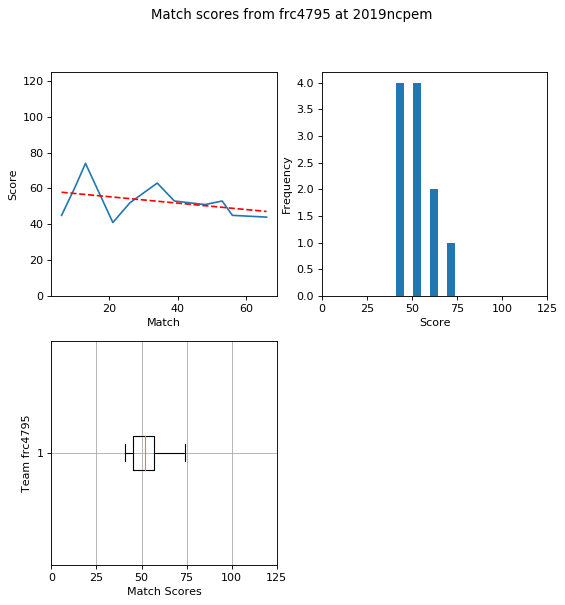 Match scores from frc4795 at 2019ncpem
120
100
80
60
40
20
0
Score
20 40 60
Match
4.0
3.5
3.0
2.5
2.0
1.5
1.0
0.5
0.0
Frequency
0 25 50 75 100 125
Score
Team frc4795
1
0 25 50 75 100 125
Match Scores